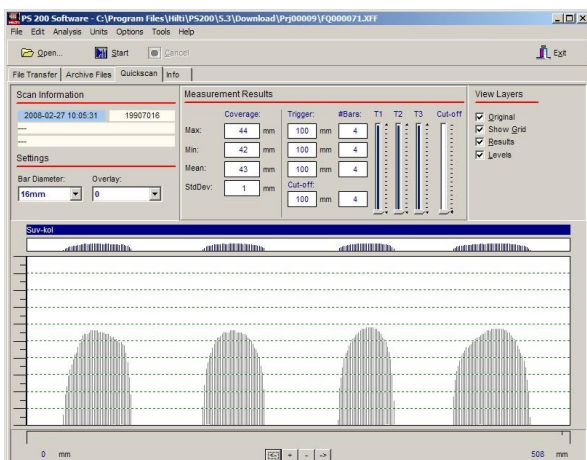 PS 200 Software - C:\Program Files\Hilti\PS200\5.3\Download\Prj00009\FQ000071.XFF
File Edit Analysis Units Options Tools Help
Open... Start Cancel Exit
File Transfer Archive Files Quickscan Info
Scan Information Measurement Results View Layers
2008-02-27 10:05:31 19907016
---
---
Settings
Bar Diameter: Overlay:
16mm 0
Coverage: Trigger: #Bars: T1 T2 T3 Cut-off
Max: 44 mm 100 mm 4
Min: 42 mm 100 mm 4
Mean: 43 mm 100 mm 4
StdDev: 1 mm Cut-off:
100 mm 4
Original
Show Grid
Results
Levels
Suv-kol
0 mm + - -> 508 mm